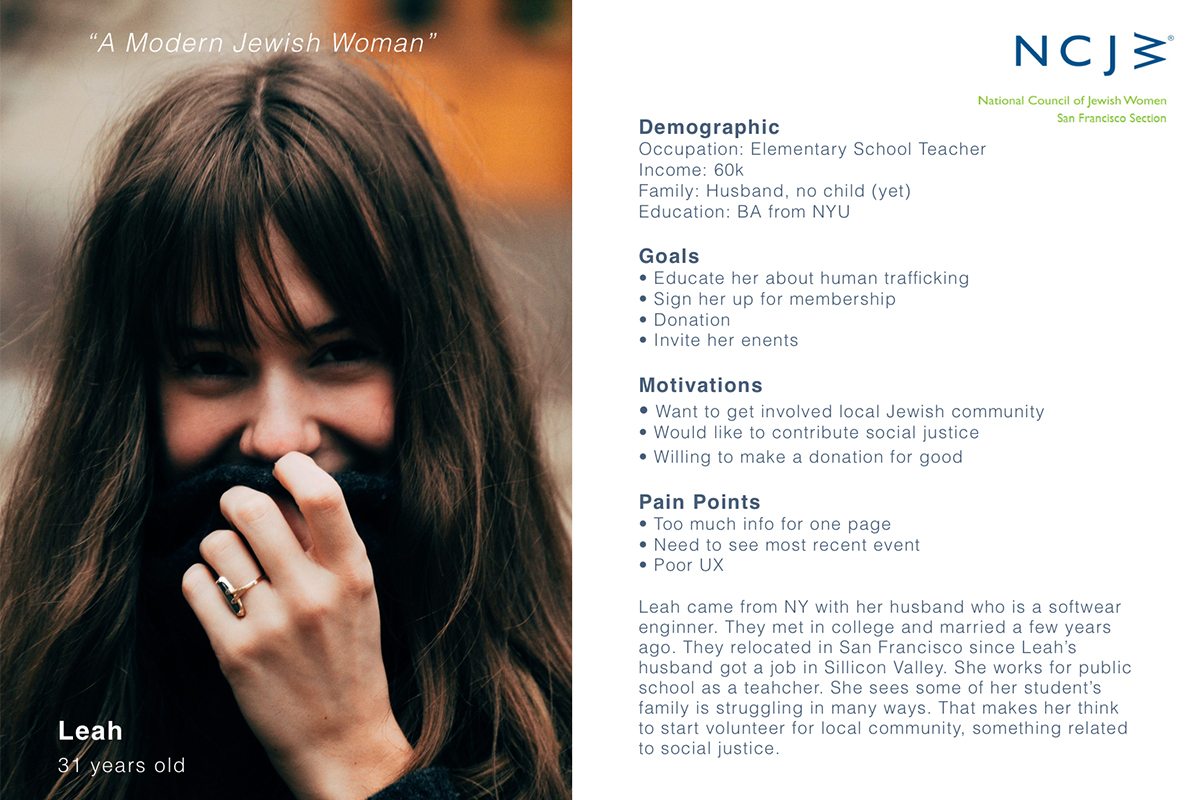 “A Modern Jewish Woman”
Leah
31 years old
NCJW®
National Council of Jewish Women
San Francisco Section
Demographic
Occupation: Elementary School Teacher
Income: 60k
Family: Husband, no child (yet)
Education: BA from NYU
Goals
• Educate her about human trafficking
• Sign her up for membership
• Donation
• Invite her enents
Motivations
• Want to get involved local Jewish community
• Would like to contribute social justice
• Willing to make a donation for good
Pain Points
• Too much info for one page
• Need to see most recent event
• Poor UX
Leah came from NY with her husband who is a softwear
enginner. They met in college and married a few years
ago. They relocated in San Francisco since Leah’s
husband got a job in Sillicon Valley. She works for public
school as a teahcher. She sees some of her student’s
family is struggling in many ways. That makes her think
to start volunteer for local community, something related
to social justice.